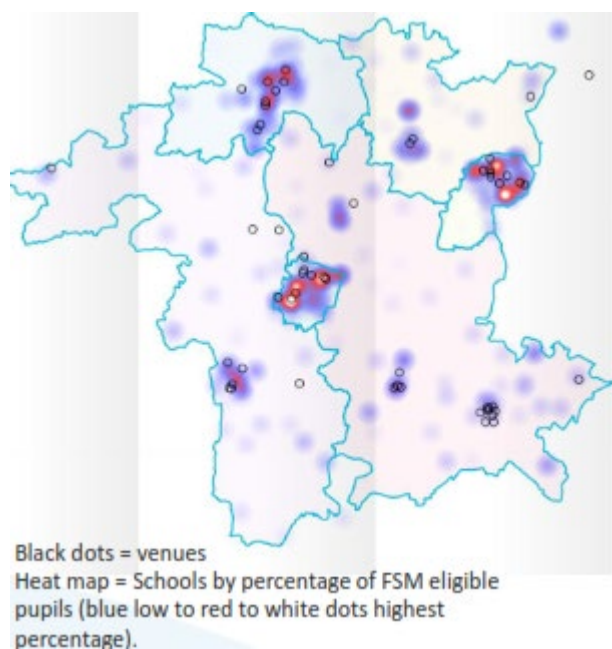 Black dots = venues
Heat map = Schools by percentage of FSM eligible
pupils (blue low to red to white dots highest
percentage).